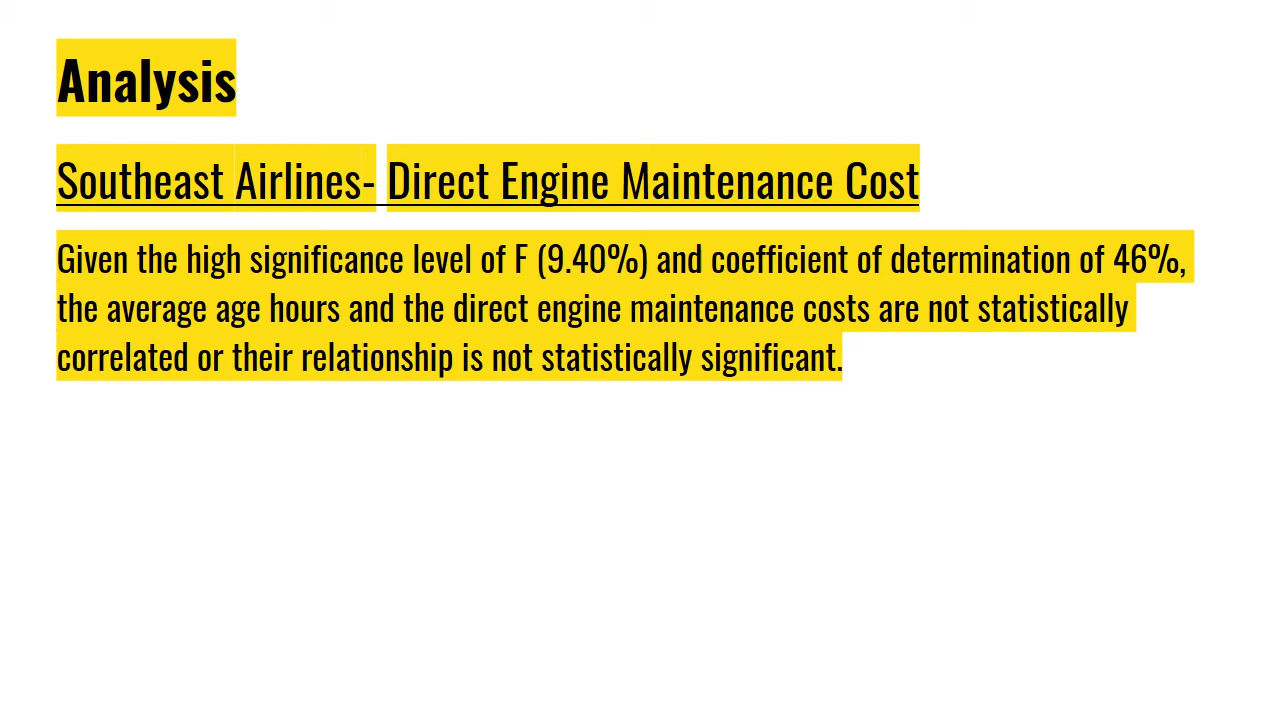 Analysis
Southeast Airlines- Direct Engine Maintenance Cost
Given the high significance level of F (9.40%) and coefficient of determination of 46%,
the average age hours and the direct engine maintenance costs are not statistically
correlated or their relationship is not statistically significant.